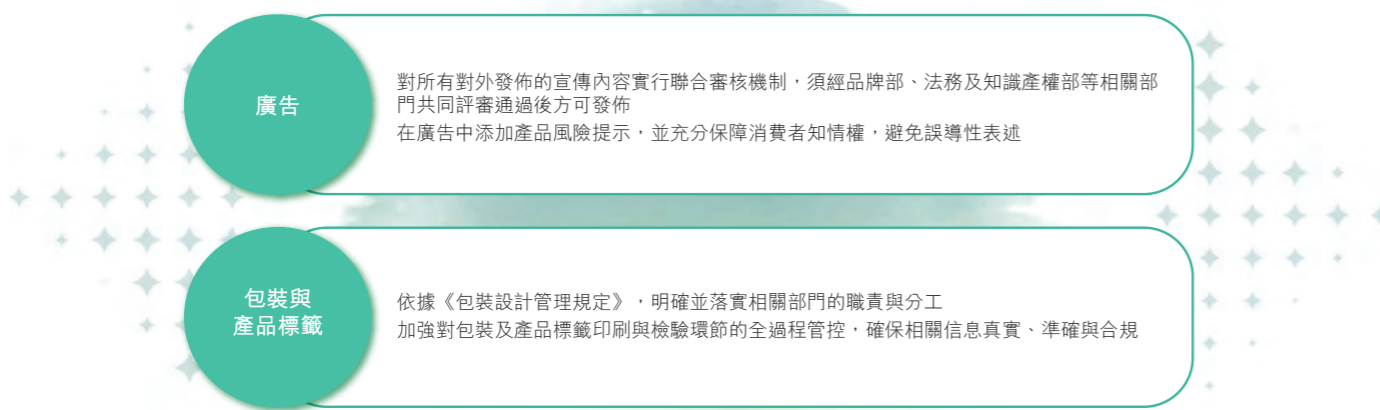 廣告
對所有對外發佈的宣傳內容實行聯合審核機制，須經品牌部、法務及知識產權部等相關部
門共同評審通過後方可發佈
在廣告中添加產品風險提示，並充分保障消費者知情權，避免誤導性表述
包裝與
產品標籤
依據《包裝設計管理規定》，明確並落實相關部門的職責與分工
加強對包裝及產品標籤印刷與檢驗環節的全過程管控，確保相關信息真實、準確與合規